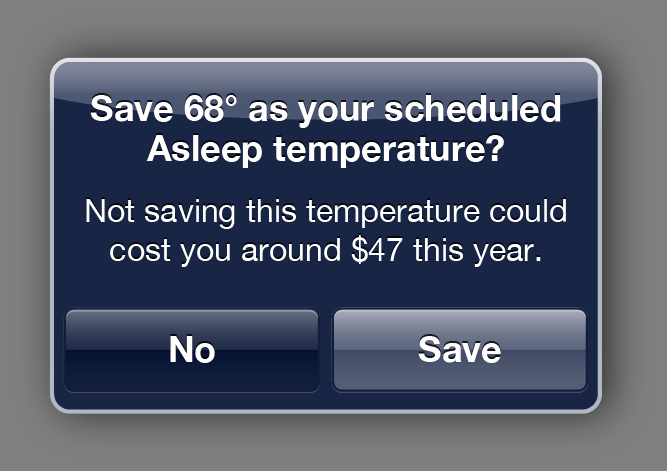 Save 68° as your scheduled
Asleep temperature?
Not saving this temperature could
cost you around $47 this year.
No
Save